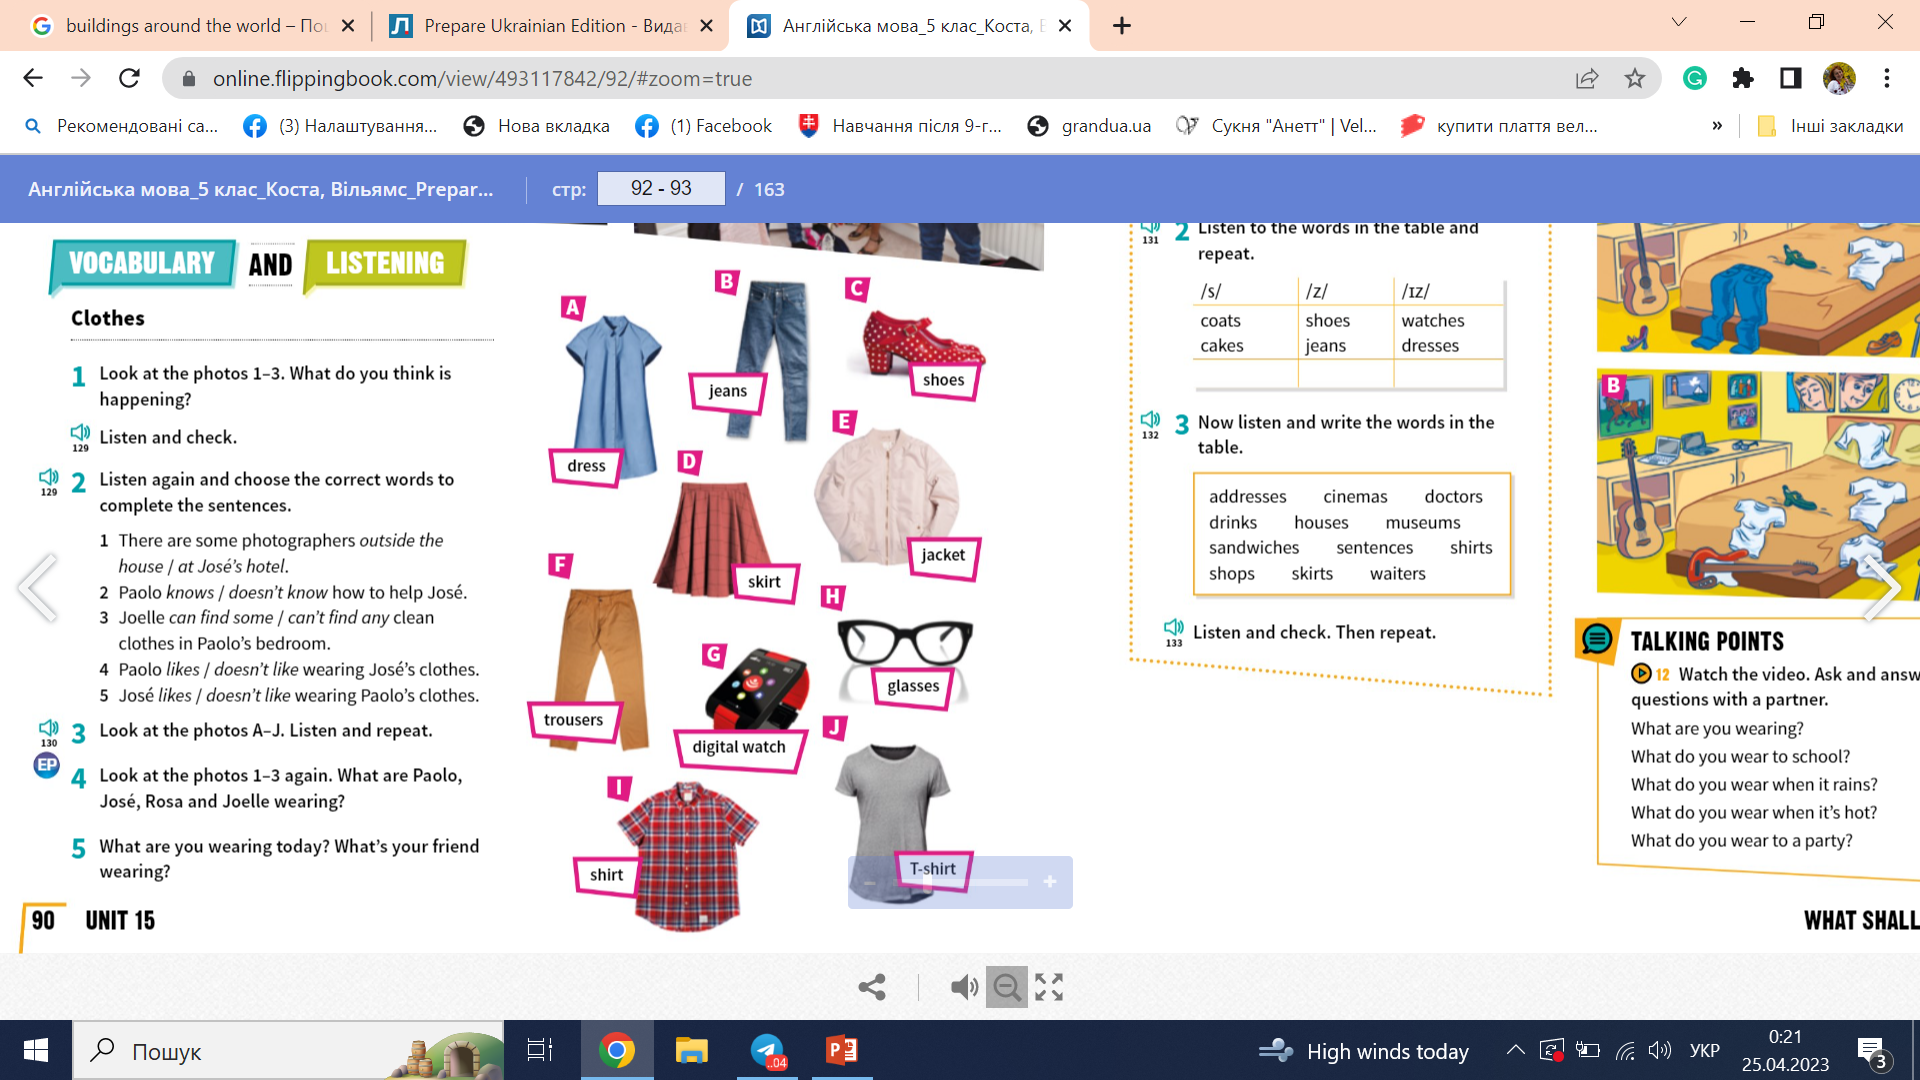 buildings around the world – По
Prepare Ukrainian Edition - Вида
Англійська мова_5 клас_Коста,
online.flippingbook.com/view/493117842/92/#zoom=true
Рекомендовані са...
(3) Налаштування...
Нова вкладка
(1) Facebook
Навчання після 9-г...
grandua.ua
Сукня "Анетт" | Vel...
купити плаття вел...
»
Інші закладки
Англійська мова_5 клас_Коста, Вільямс_Prepar...
стр:
92 - 93
/ 163
VOCABULARY AND LISTENING
Clothes
1 Look at the photos 1–3. What do you think is
happening?
129 Listen and check.
129 2 Listen again and choose the correct words to
complete the sentences.
1 There are some photographers outside the
house / at José's hotel.
2 Paolo knows / doesn't know how to help José.
3 Joelle can find some / can't find any clean
clothes in Paolo's bedroom.
4 Paolo likes / doesn't like wearing José's clothes.
5 José likes / doesn't like wearing Paolo's clothes.
130 3 Look at the photos A–J. Listen and repeat.
EP
4 Look at the photos 1–3 again. What are Paolo,
José, Rosa and Joelle wearing?
5 What are you wearing today? What's your friend
wearing?
90 UNIT 15
A
dress
B
jeans
C
shoes
D
skirt
E
jacket
F
trousers
G
digital watch
H
glasses
I
shirt
J
T-shirt
131 2 Listen to the words in the table and
repeat.
/s/ /z/ /ɪz/
coats shoes watches
cakes jeans dresses
132 3 Now listen and write the words in the
table.
addresses cinemas doctors
drinks houses museums
sandwiches sentences shirts
shops skirts waiters
133 Listen and check. Then repeat.
B
TALKING POINTS
12 Watch the video. Ask and answ
questions with a partner.
What are you wearing?
What do you wear to school?
What do you wear when it rains?
What do you wear when it's hot?
What do you wear to a party?
WHAT SHALL
Пошук
..04
High winds today
УКР
0:21
25.04.2023
3